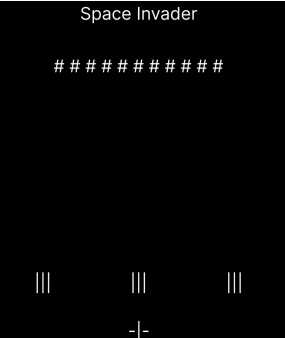 Space Invader
# # # # # # # # # # #
||| ||| |||
-|-